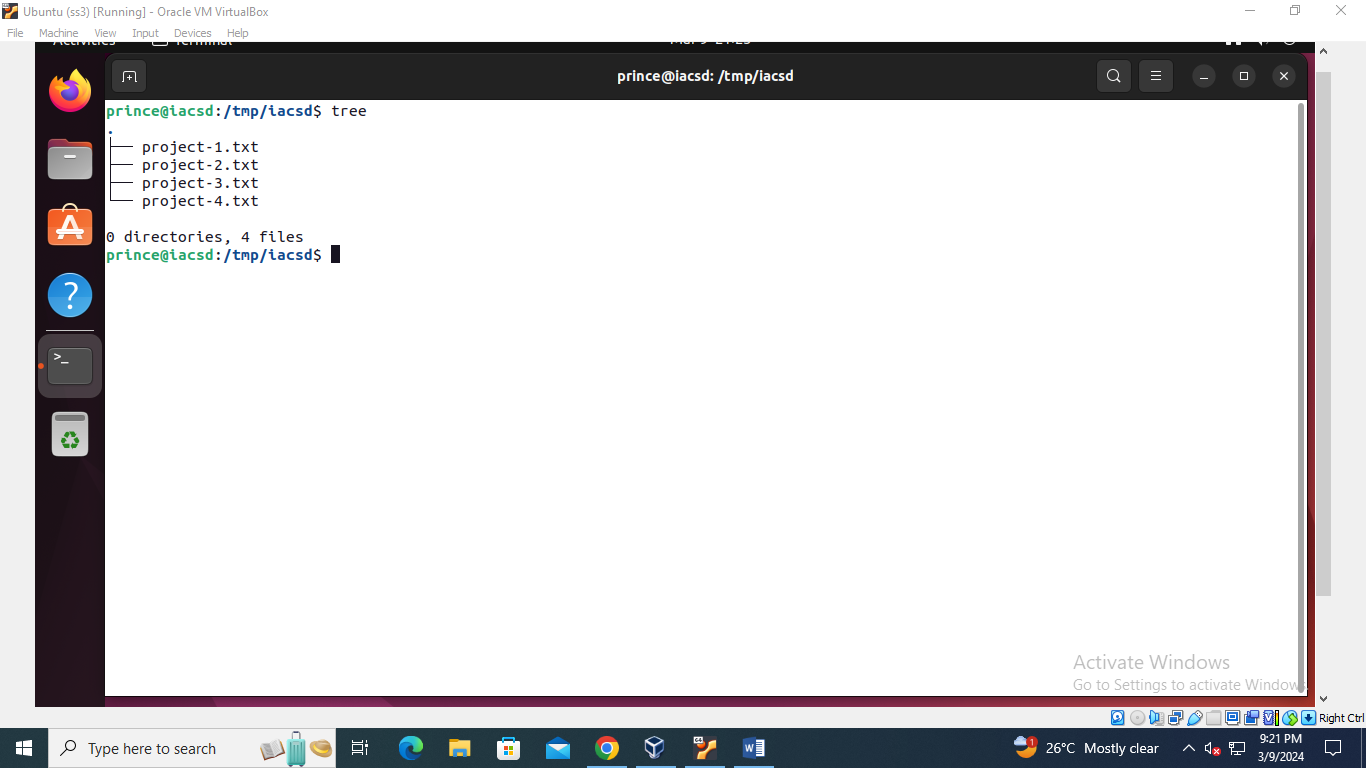 Ubuntu (ss3) [Running] - Oracle VM VirtualBox
File Machine View Input Devices Help
Activities Terminal
prince@iacsd: /tmp/iacsd
prince@iacsd:/tmp/iacsd$ tree
.
├── project-1.txt
├── project-2.txt
├── project-3.txt
└── project-4.txt
0 directories, 4 files
prince@iacsd:/tmp/iacsd$
Activate Windows
Go to Settings to activate Windows.
Right Ctrl
Type here to search
26°C Mostly clear
9:21 PM
3/9/2024